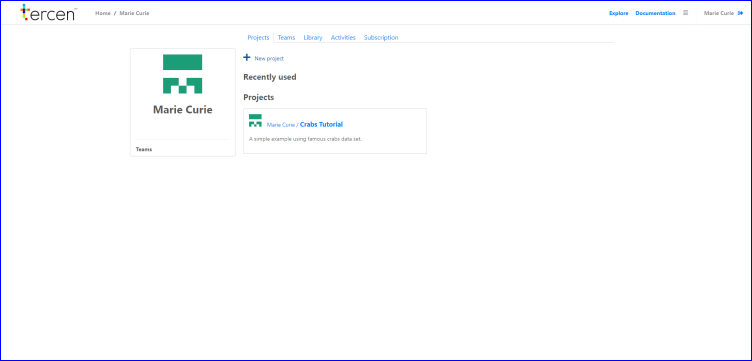 tercen
Home / Marie Curie
Explore Documentation Marie Curie
Projects Teams Library Activities Subscription
New project
Marie Curie
Teams
Recently used
Projects
Marie Curie / Crabs Tutorial
A simple example using famous crabs data set.